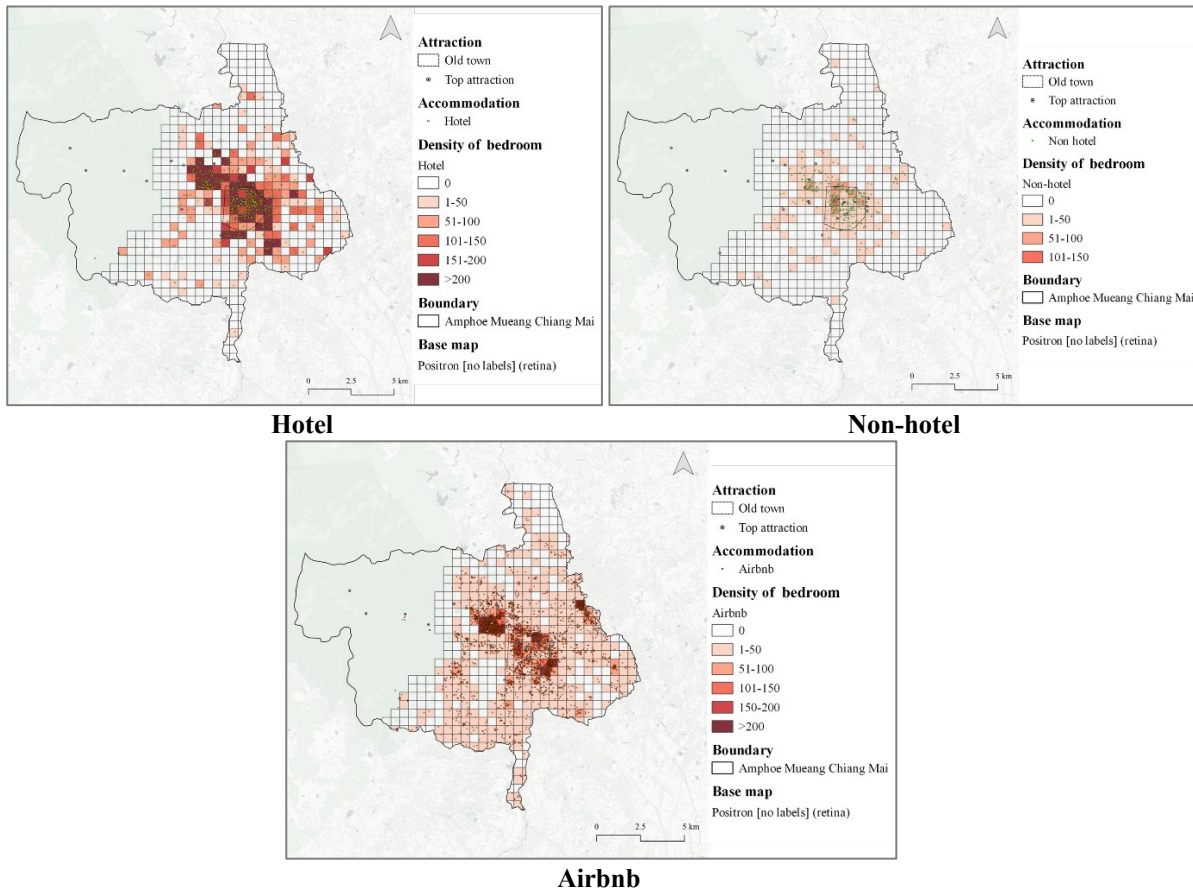 Attraction
Old town
Top attraction
Accommodation
Hotel
Density of bedroom
Hotel
0
1-50
51-100
101-150
151-200
>200
Boundary
Amphoe Mueang Chiang Mai
Base map
Positron [no labels] (retina)
0 2.5 5 km
Hotel
Attraction
Old town
Top attraction
Accommodation
Non hotel
Density of bedroom
Non-hotel
0
1-50
51-100
101-150
Boundary
Amphoe Mueang Chiang Mai
Base map
Positron [no labels] (retina)
0 2.5 5 km
Non-hotel
Attraction
Old town
Top attraction
Accommodation
Airbnb
Density of bedroom
Airbnb
0
1-50
51-100
101-150
150-200
>200
Boundary
Amphoe Mueang Chiang Mai
Base map
Positron [no labels] (retina)
0 2.5 5 km
Airbnb